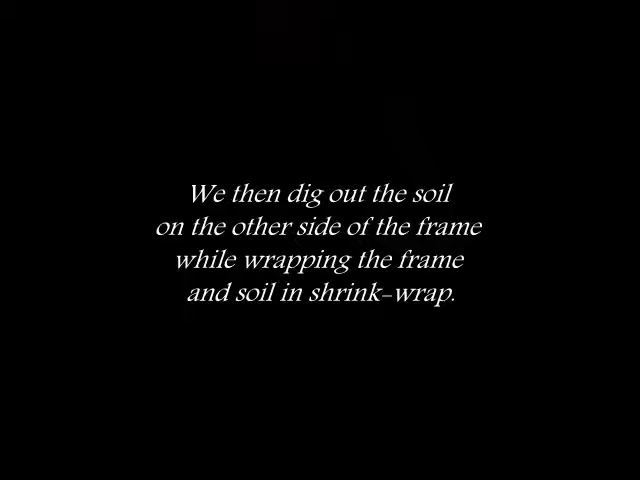 We then dig out the soil
on the other side of the frame
while wrapping the frame
and soil in shrink-wrap.